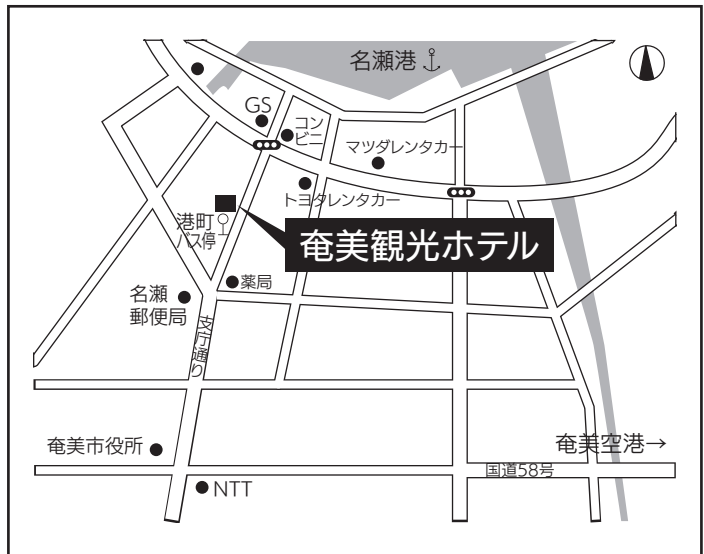 名瀬港
GS
コン
ビニ
マツダレンタカー
トヨタレンタカー
港町
バス停
奄美観光ホテル
薬局
名瀬
郵便局
支庁通り
奄美市役所
奄美空港→
国道58号
NTT